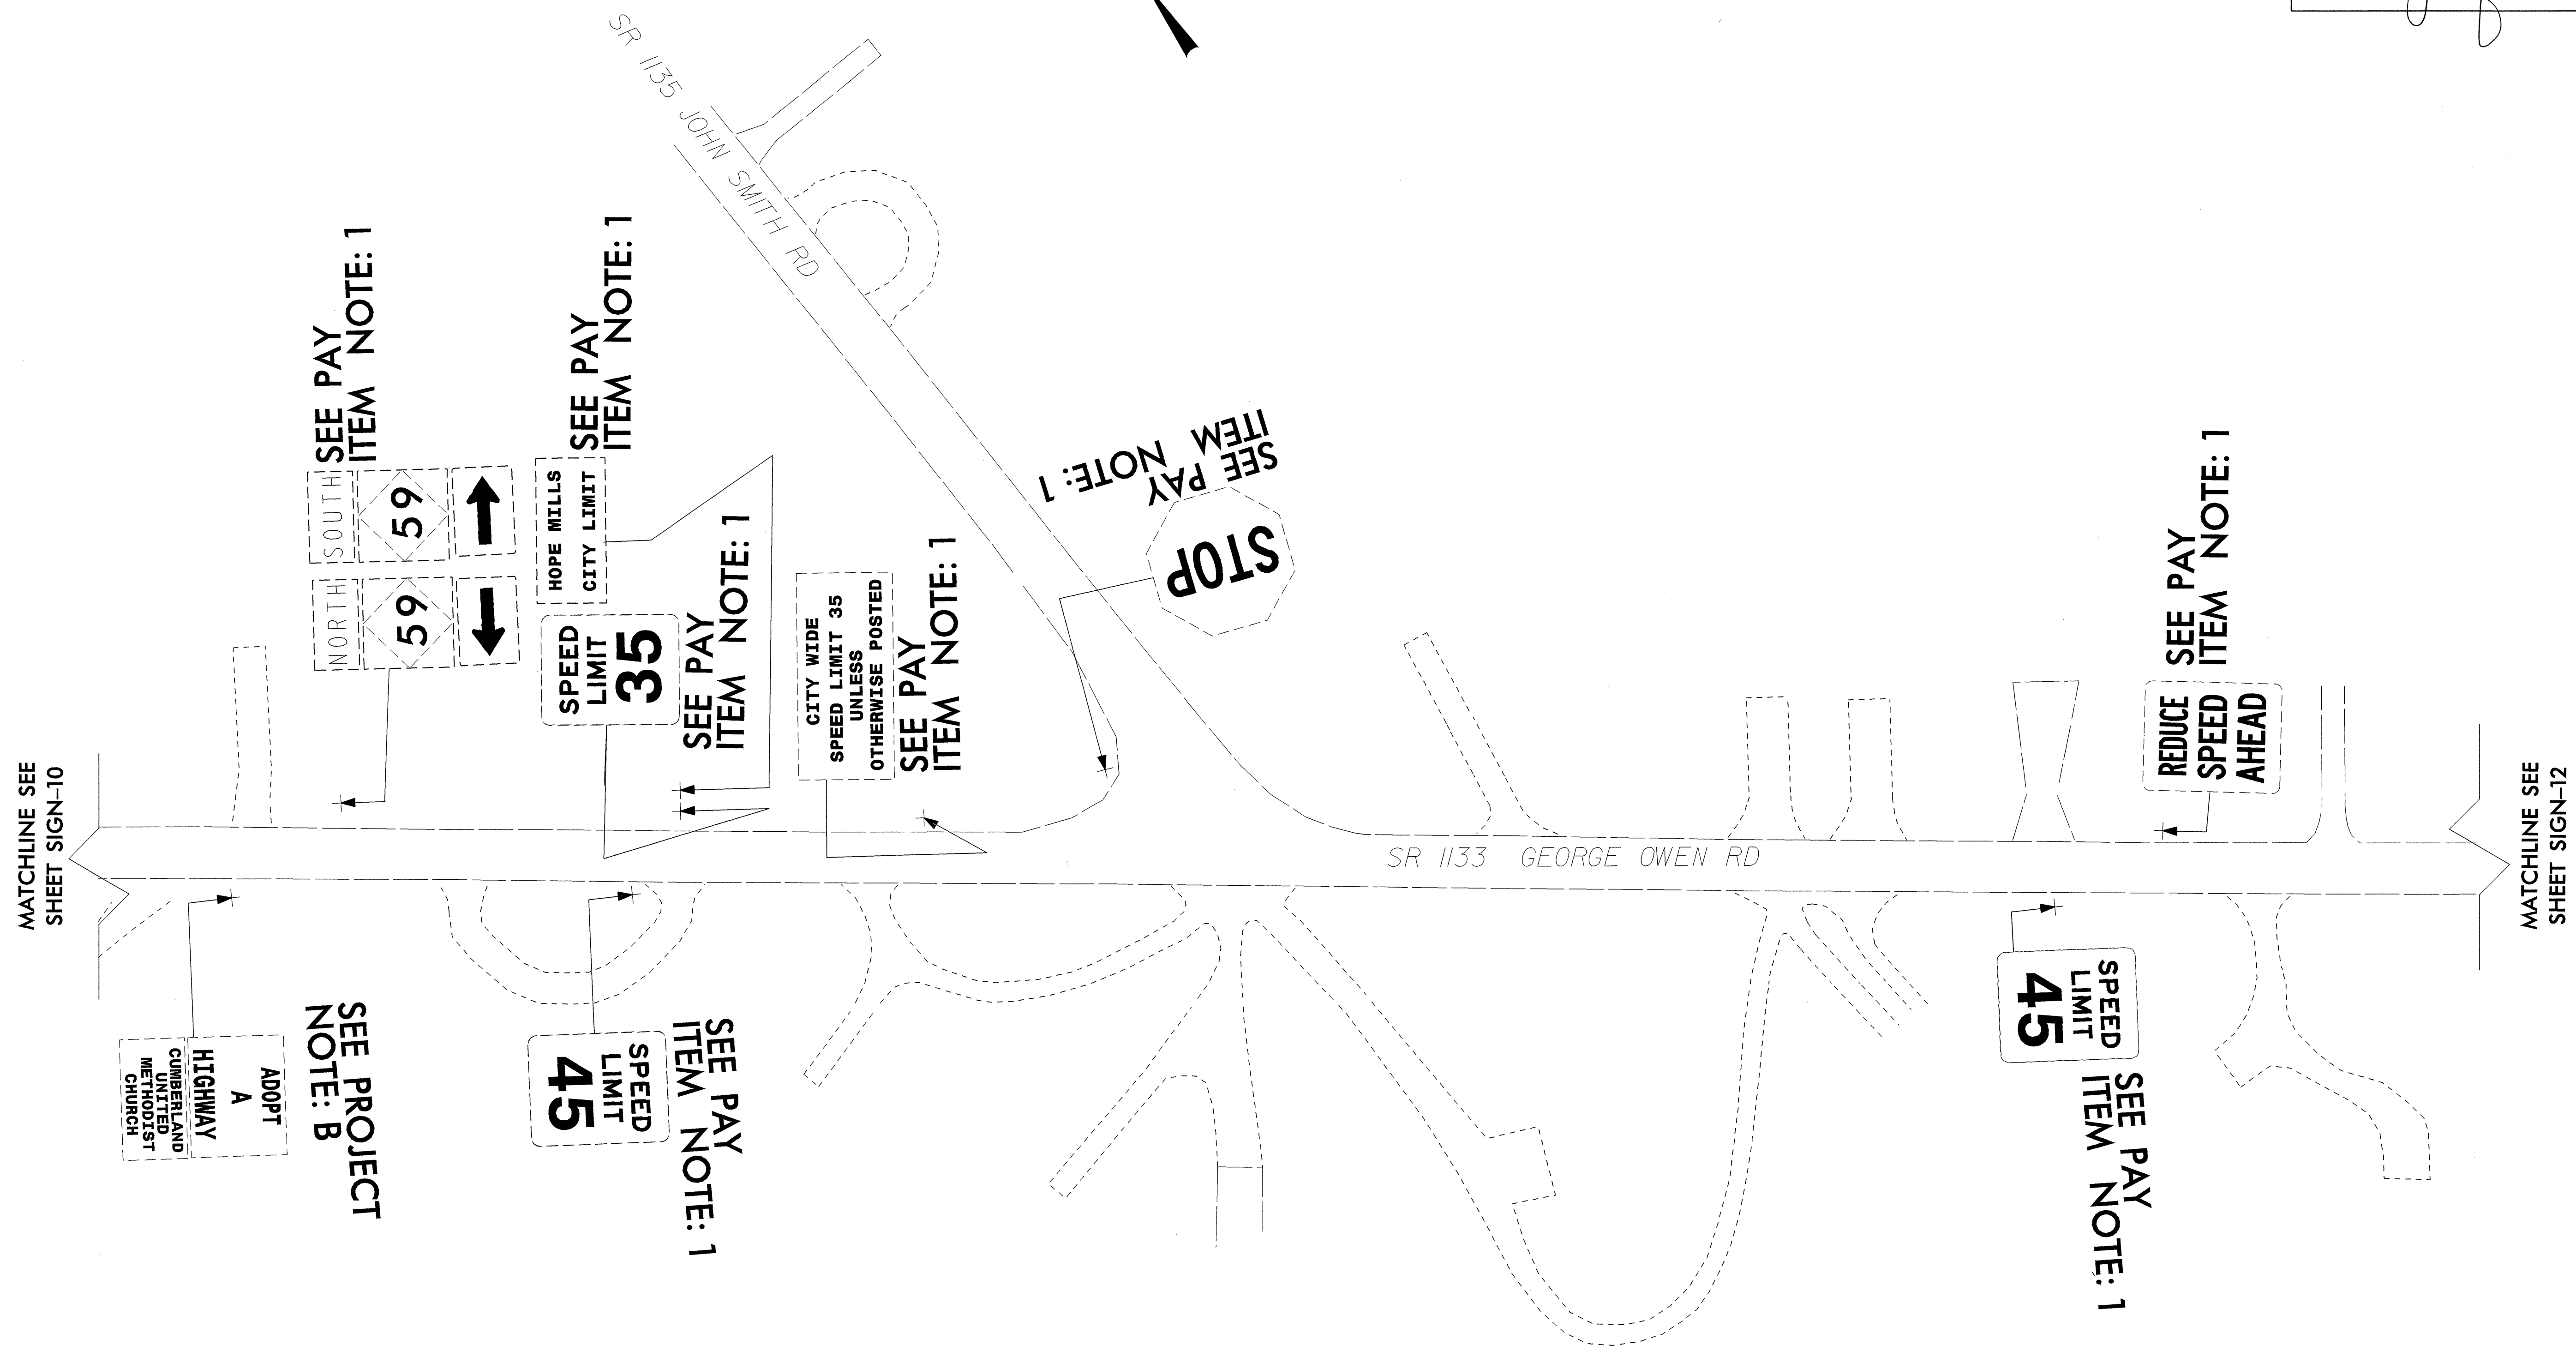 SR 1135 JOHN SMITH RD
SEE PAY
ITEM NOTE: 1
SOUTH
59
NORTH
59
SEE PAY
ITEM NOTE: 1
HOPE MILLS
CITY LIMIT
SPEED
LIMIT
35
SEE PAY
ITEM NOTE: 1
CITY WIDE
SPEED LIMIT 35
UNLESS
OTHERWISE POSTED
SEE PAY
ITEM NOTE: 1
STOP
SEE PAY
ITEM NOTE: 1
SEE PAY
ITEM NOTE: 1
REDUCE
SPEED
AHEAD
MATCHLINE SEE
SHEET SIGN-10
SR 1133 GEORGE OWEN RD
MATCHLINE SEE
SHEET SIGN-12
ADOPT
A
HIGHWAY
CUMBERLAND
UNITED
METHODIST
CHURCH
SEE PROJECT
NOTE: B
SPEED
LIMIT
45
SEE PAY
ITEM NOTE: 1
SPEED
LIMIT
45
SEE PAY
ITEM NOTE: 1